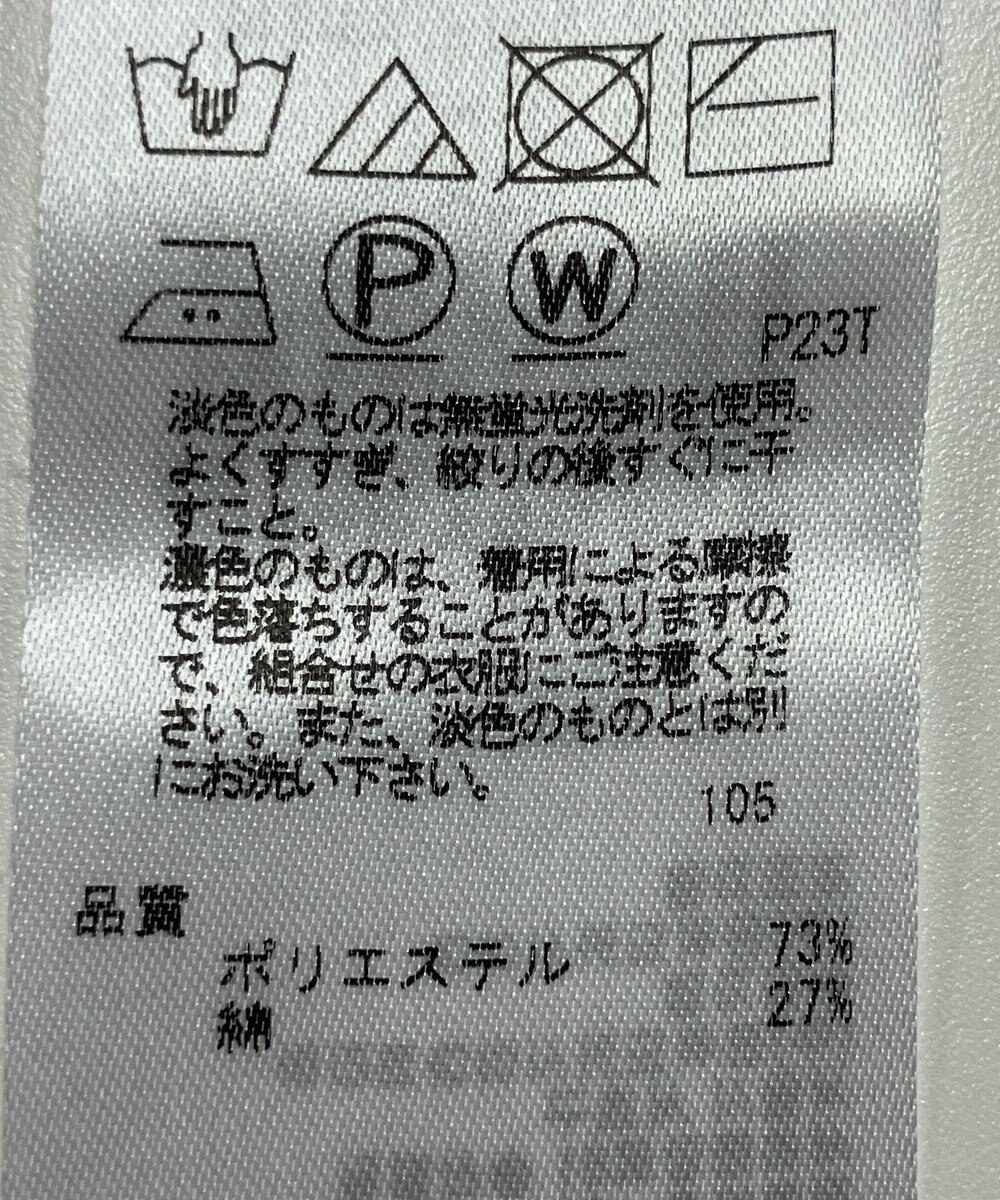 P
W
P23T
淡色のものは無蛍光洗剤を使用。
よくすすぎ、絞りの後すぐに干
すこと。
濃色のものは、着用による摩擦
で色落ちすることがありますの
で、組合せの衣服にご注意くだ
さい。また、淡色のものとは別
にお洗い下さい。
105
品質
ポリエステル 73%
綿 27%